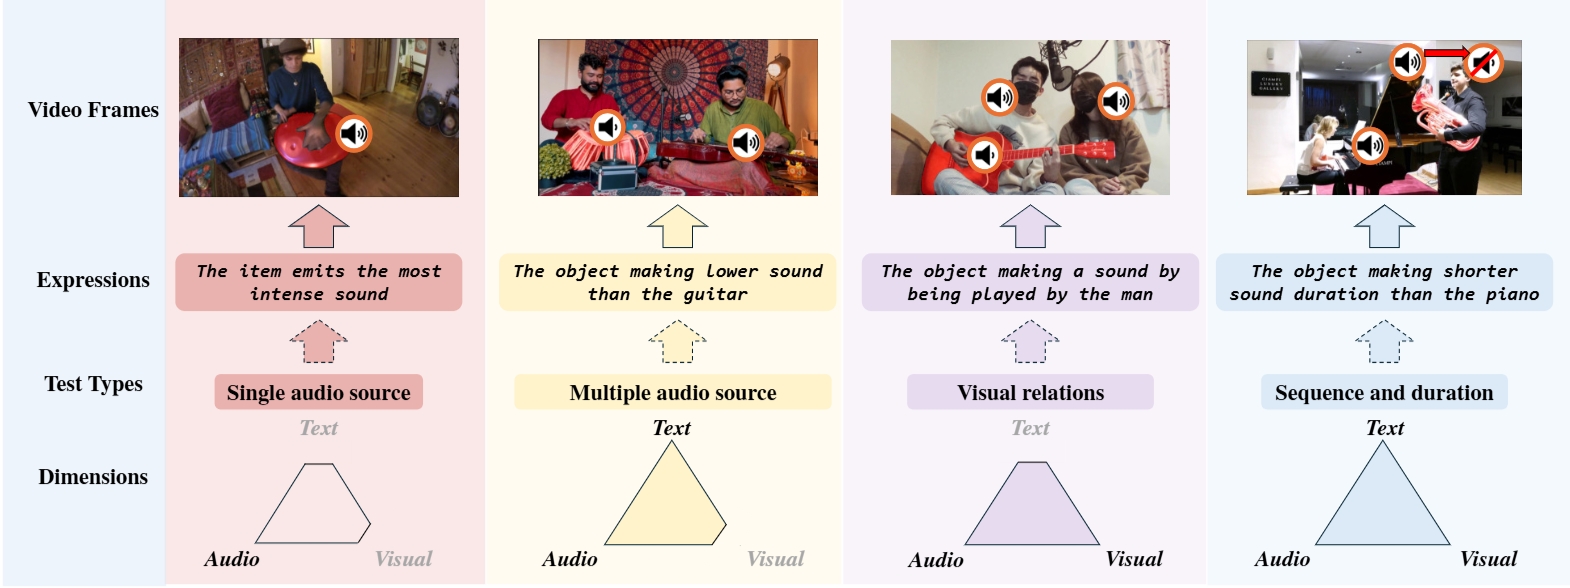 Video Frames
CIAMPI
LUXURY
GALLERY
Expressions
The item emits the most
intense sound
The object making lower sound
than the guitar
The object making a sound by
being played by the man
The object making shorter
sound duration than the piano
Test Types
Single audio source
Multiple audio source
Visual relations
Sequence and duration
Dimensions
Text
Text
Text
Text
Audio
Visual
Audio
Visual
Audio
Visual
Audio
Visual